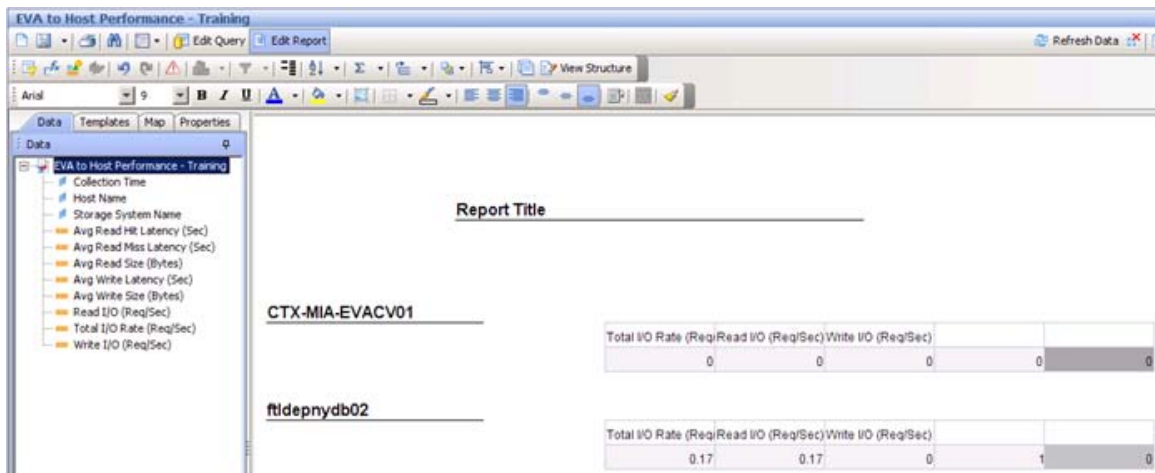 EVA to Host Performance - Training
Edit Query Edit Report Refresh Data
View Structure
Arial 9 B I U A
Data Templates Map Properties
Data
EVA to Host Performance - Training
Collection Time
Host Name
Storage System Name
Avg Read Hit Latency (Sec)
Avg Read Miss Latency (Sec)
Avg Read Size (Bytes)
Avg Write Latency (Sec)
Avg Write Size (Bytes)
Read I/O (Req/Sec)
Total I/O Rate (Req/Sec)
Write I/O (Req/Sec)
Report Title
CTX-MIA-EVACV01
Total I/O Rate (Req/ Read I/O (Req/Sec) Write I/O (Req/Sec)
0 0 0 0 0
ftldepnydb02
Total I/O Rate (Req/ Read I/O (Req/Sec) Write I/O (Req/Sec)
0.17 0.17 0 1 0